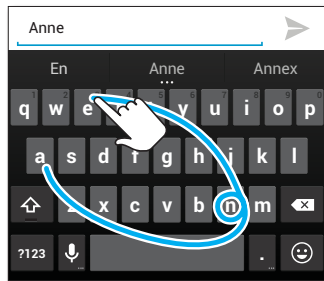 Anne
En Anne Annex
q w e y u i o p
a s d f g h j k l
z x c v b n m
?123 .